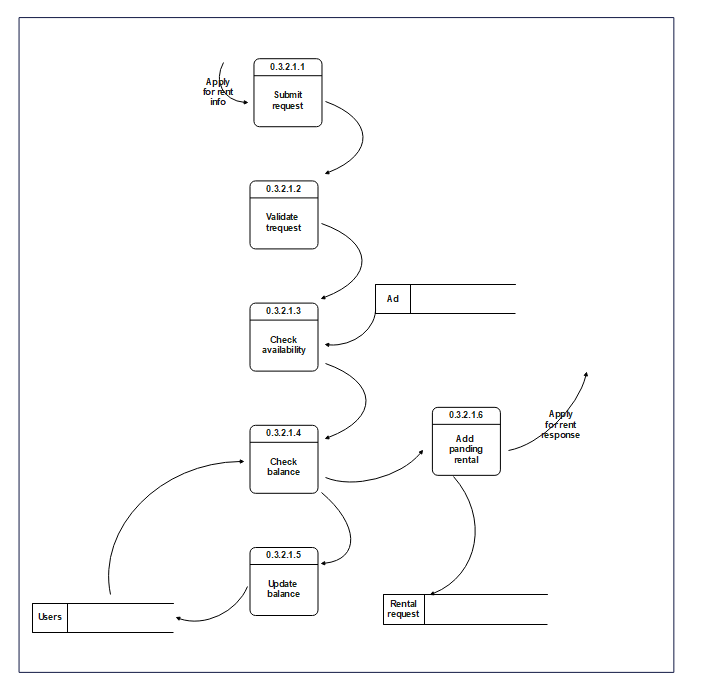 0.3.2.1.1
Apply
for rent
info
Submit
request
0.3.2.1.2
Validate
trequest
Ad
0.3.2.1.3
Check
availability
0.3.2.1.6
Add
panding
rental
Apply
for rent
response
0.3.2.1.4
Check
balance
0.3.2.1.5
Update
balance
Users
Rental
request